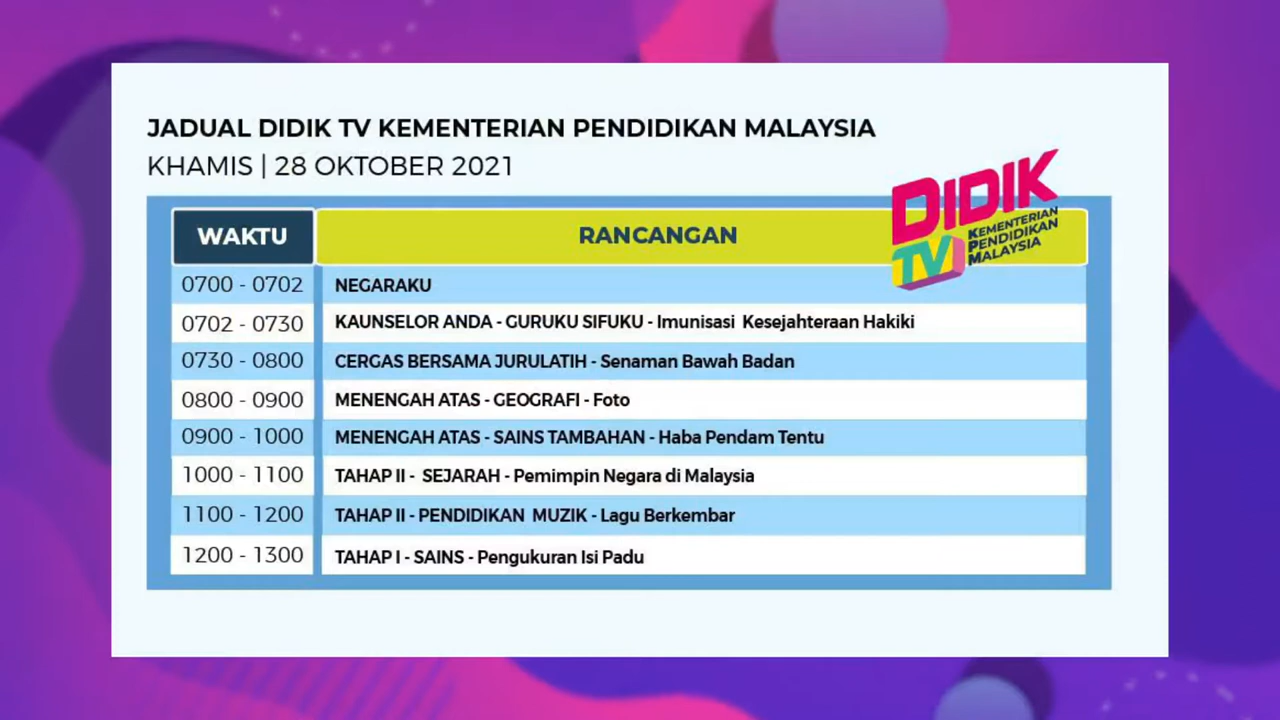 JADUAL DIDIK TV KEMENTERIAN PENDIDIKAN MALAYSIA
KHAMIS | 28 OKTOBER 2021
DIDIK
TV
KEMENTERIAN
PENDIDIKAN
MALAYSIA
WAKTU RANCANGAN
0700 - 0702 NEGARAKU
0702 - 0730 KAUNSELOR ANDA - GURUKU SIFUKU - Imunisasi Kesejahteraan Hakiki
0730 - 0800 CERGAS BERSAMA JURULATIH - Senaman Bawah Badan
0800 - 0900 MENENGAH ATAS - GEOGRAFI - Foto
0900 - 1000 MENENGAH ATAS - SAINS TAMBAHAN - Haba Pendam Tentu
1000 - 1100 TAHAP II - SEJARAH - Pemimpin Negara di Malaysia
1100 - 1200 TAHAP II - PENDIDIKAN MUZIK - Lagu Berkembar
1200 - 1300 TAHAP I - SAINS - Pengukuran Isi Padu